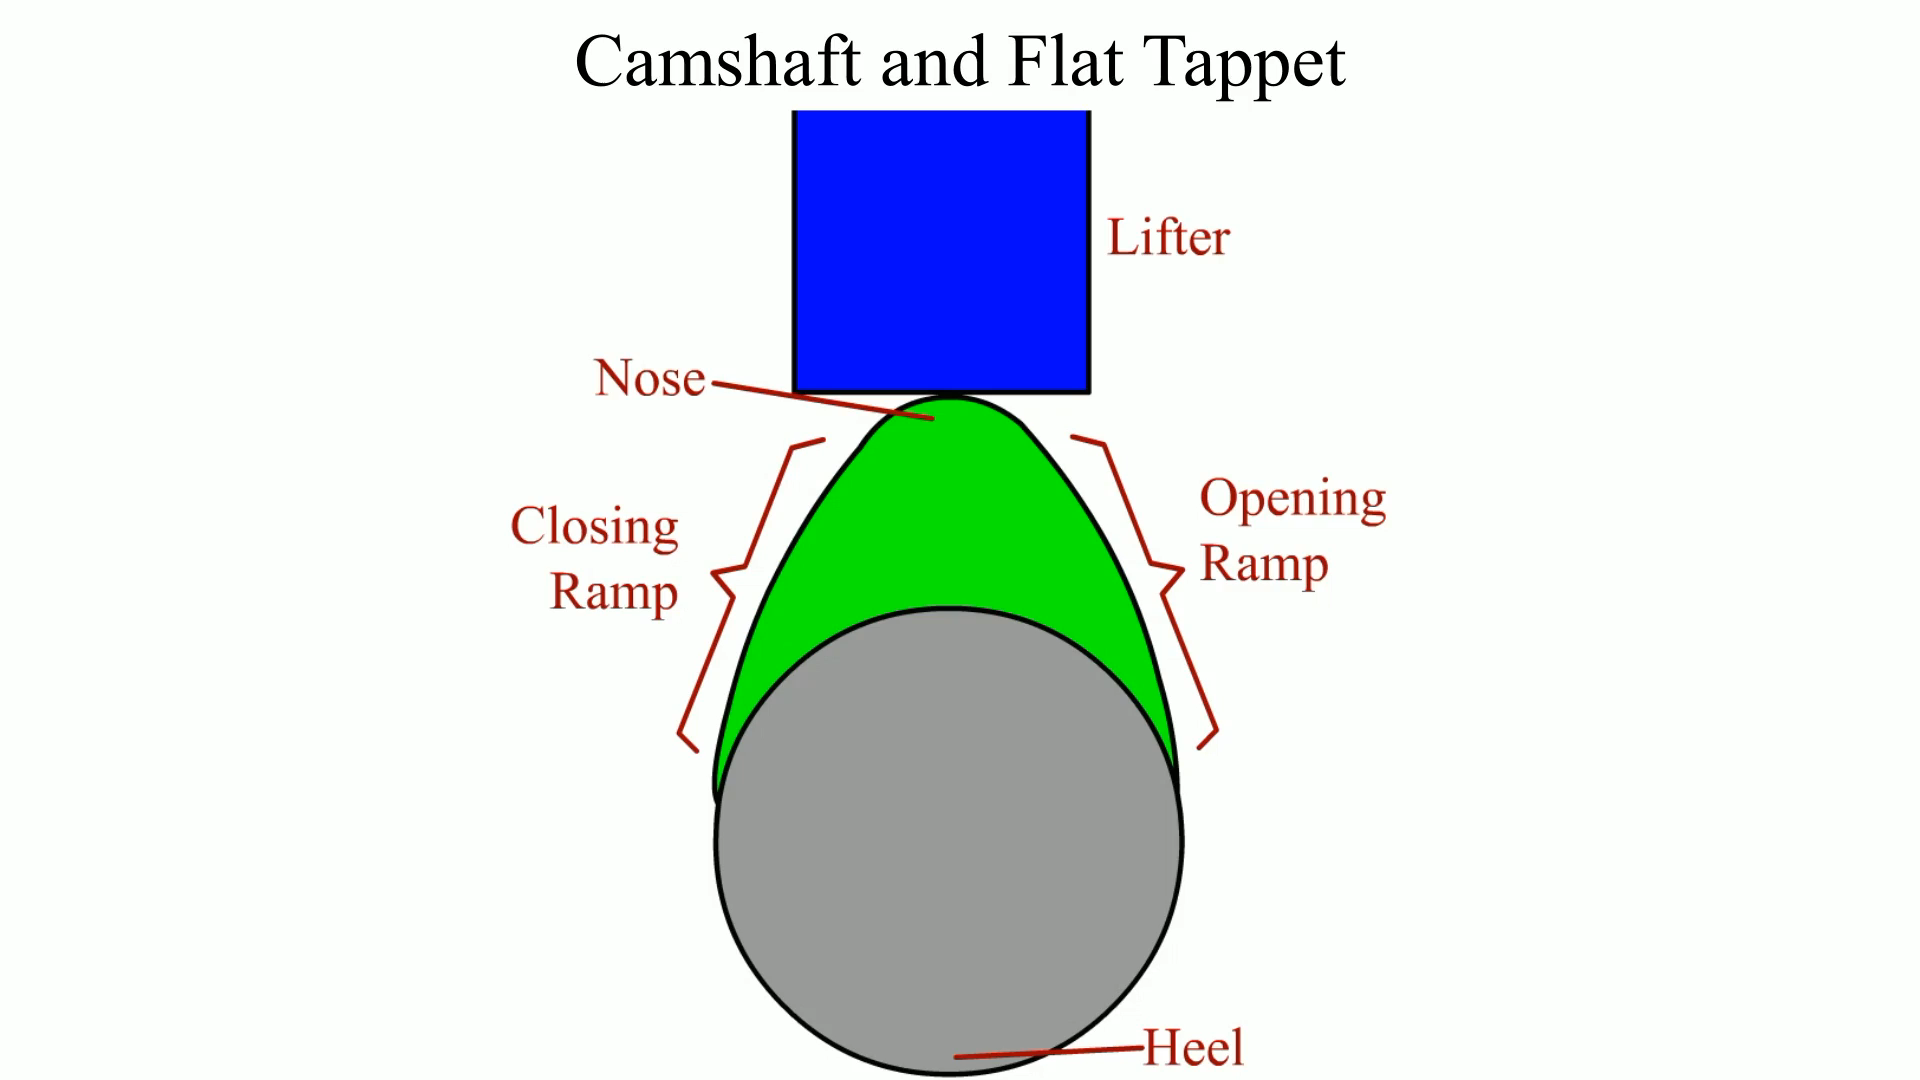 Camshaft and Flat Tappet
Lifter
Nose
Closing
Ramp
Opening
Ramp
Heel